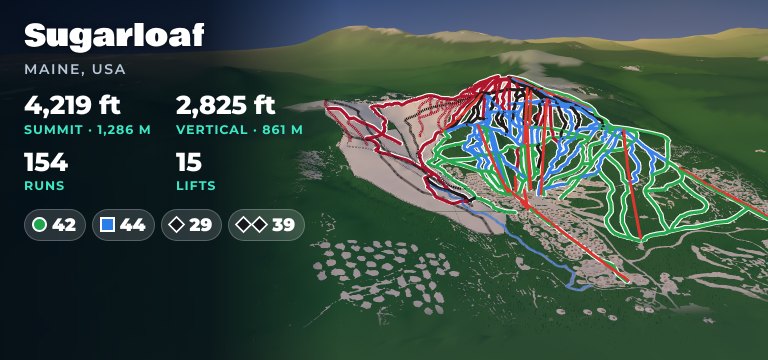 Sugarloaf
MAINE, USA
4,219 ft
SUMMIT · 1,286 M
2,825 ft
VERTICAL · 861 M
154
RUNS
15
LIFTS
42
44
29
39